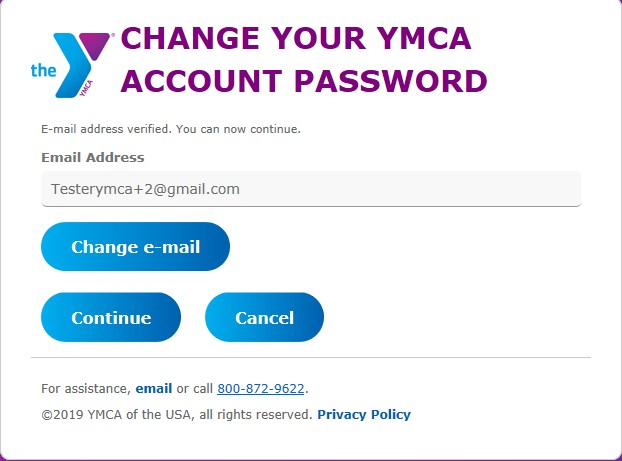 the
YMCA
®
CHANGE YOUR YMCA
ACCOUNT PASSWORD
E-mail address verified. You can now continue.
Email Address
Testerymca+2@gmail.com
Change e-mail
Continue Cancel
For assistance, email or call 800-872-9622.
©2019 YMCA of the USA, all rights reserved. Privacy Policy